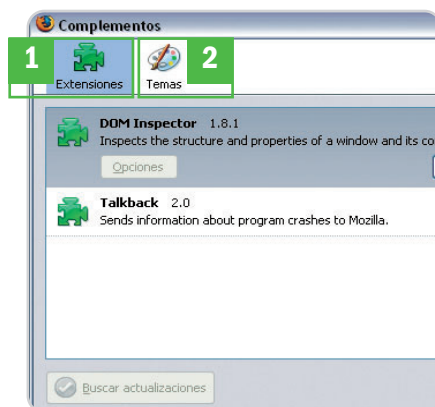 Complementos
1
2
Extensiones
Temas
DOM Inspector 1.8.1
Inspects the structure and properties of a window and its co
Opciones
Talkback 2.0
Sends information about program crashes to Mozilla.
Buscar actualizaciones